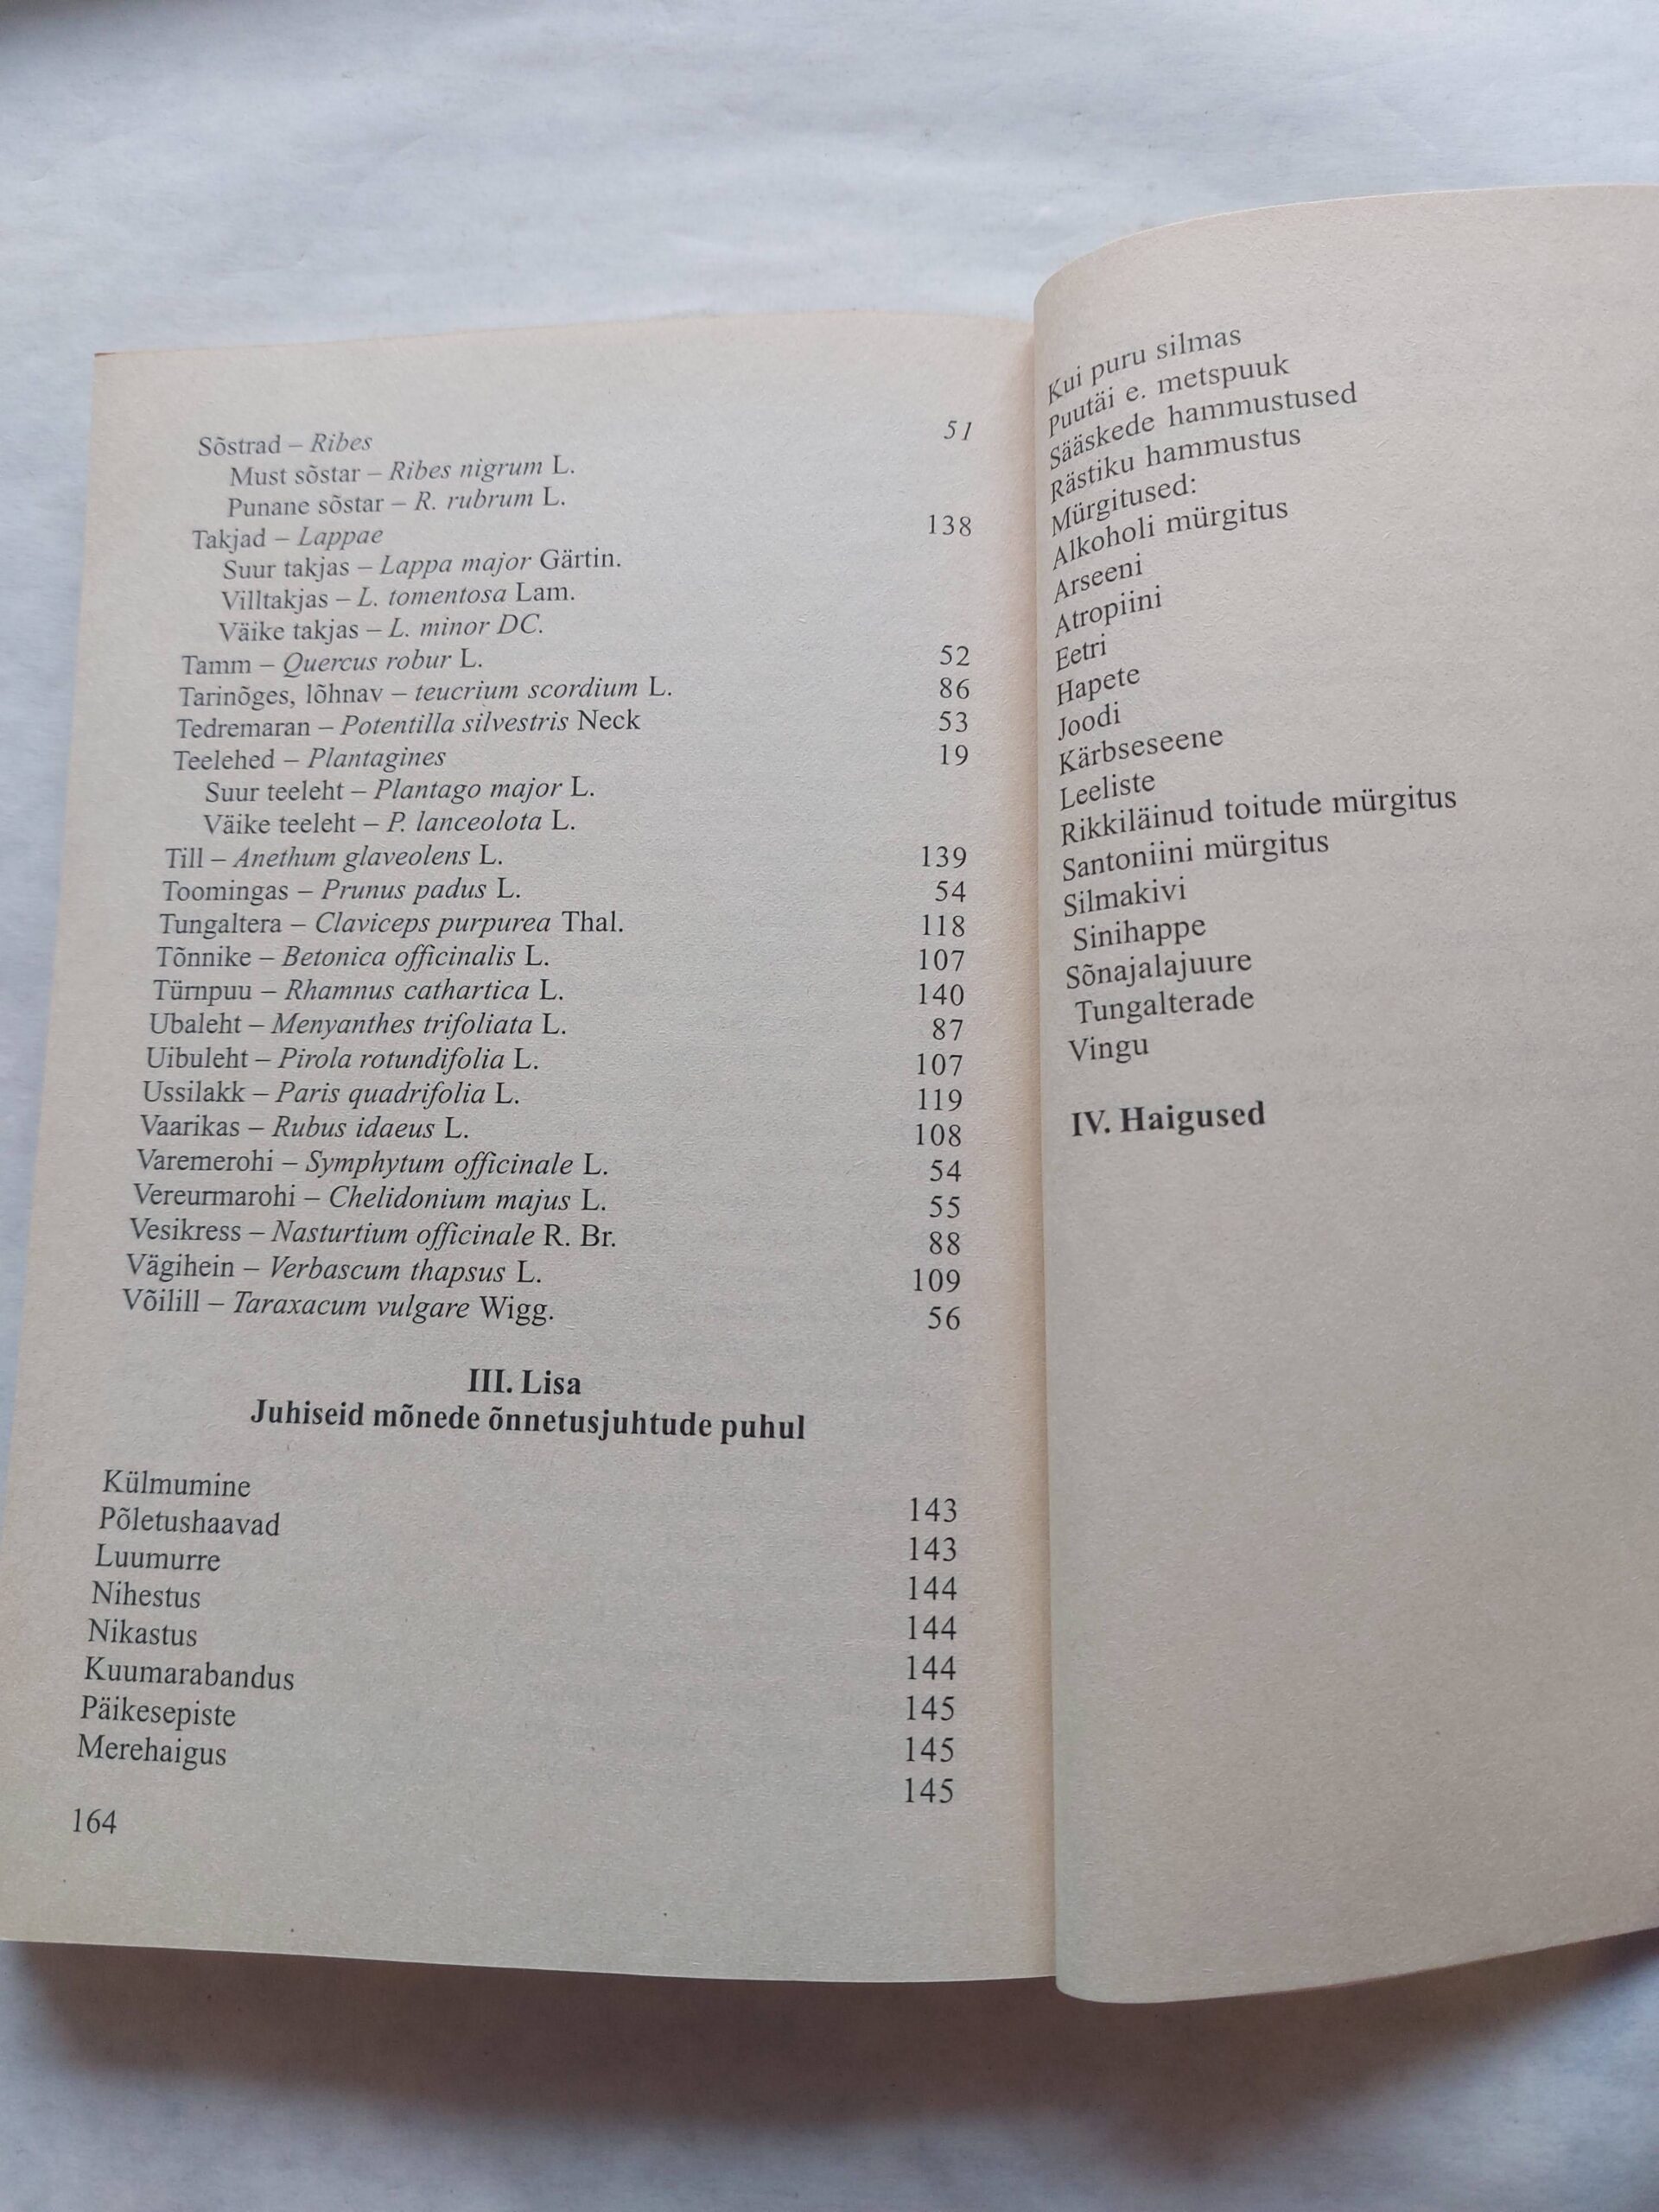 Sõstrad – Ribes 51
Must sõstar – Ribes nigrum L.
Punane sõstar – R. rubrum L.
Takjad – Lappae 138
Suur takjas – Lappa major Gärtin.
Villtakjas – L. tomentosa Lam.
Väike takjas – L. minor DC.
Tamm – Quercus robur L. 52
Tarinõges, lõhnav – teucrium scordium L. 86
Tedremaran – Potentilla silvestris Neck 53
Teelehed – Plantagines 19
Suur teeleht – Plantago major L.
Väike teeleht – P. lanceolota L.
Till – Anethum glaveolens L. 139
Toomingas – Prunus padus L. 54
Tungaltera – Claviceps purpurea Thal. 118
Tõnnike – Betonica officinalis L. 107
Türnpuu – Rhamnus cathartica L. 140
Ubaleht – Menyanthes trifoliata L. 87
Uibuleht – Pirola rotundifolia L. 107
Ussilakk – Paris quadrifolia L. 119
Vaarikas – Rubus idaeus L. 108
Varemerohi – Symphytum officinale L. 54
Vereurmarohi – Chelidonium majus L. 55
Vesikress – Nasturtium officinale R. Br. 88
Vägihein – Verbascum thapsus L. 109
Võilill – Taraxacum vulgare Wigg. 56
III. Lisa
Juhiseid mõnede õnnetusjuhtude puhul
Külmumine 143
Põletushaavad 143
Luumurre 144
Nihestus 144
Nikastus 144
Kuumarabandus 145
Päikesepiste 145
Merehaigus 145
164
Kui puru silmas
Puutäi e. metspuuk
Sääskede hammustused
Rästiku hammustus
Mürgitused:
Alkoholi mürgitus
Arseeni
Atropiini
Eetri
Hapete
Joodi
Kärbseseene
Leeliste
Rikkiläinud toitude mürgitus
Santoniini mürgitus
Silmakivi
Sinihappe
Sõnajalajuure
Tungalterade
Vingu
IV. Haigused